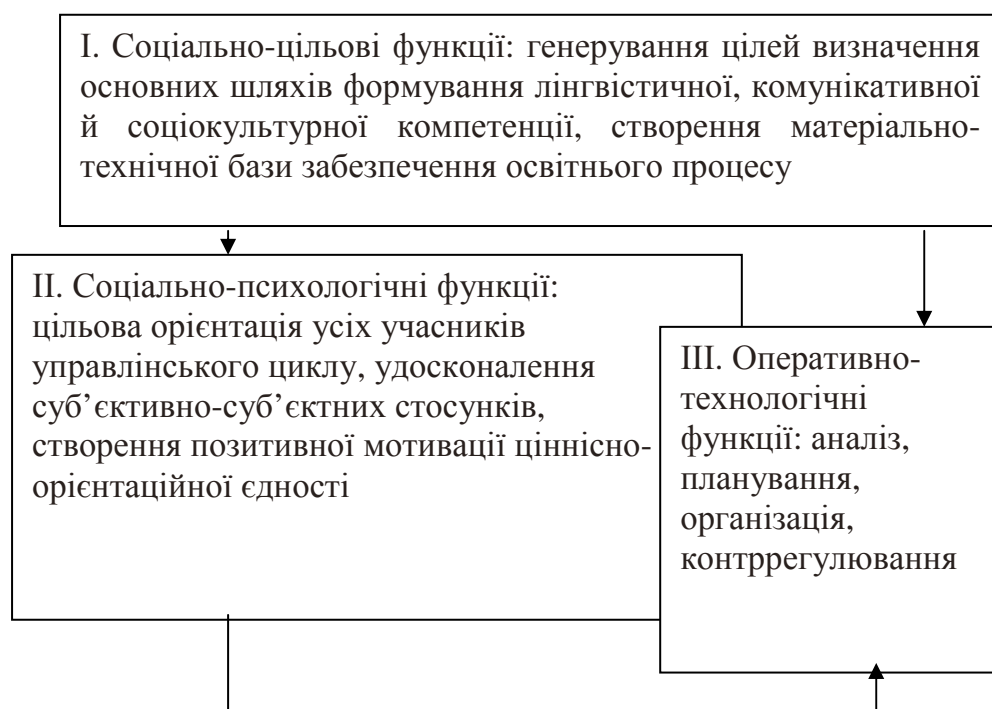 І. Соціально-цільові функції: генерування цілей визначення
основних шляхів формування лінгвістичної, комунікативної
й соціокультурної компетенції, створення матеріально-
технічної бази забезпечення освітнього процесу
ІІ. Соціально-психологічні функції:
цільова орієнтація усіх учасників
управлінського циклу, удосконалення
суб’єктивно-суб’єктних стосунків,
створення позитивної мотивації ціннісно-
орієнтаційної єдності
ІІІ. Оперативно-
технологічні
функції: аналіз,
планування,
організація,
контррегулювання